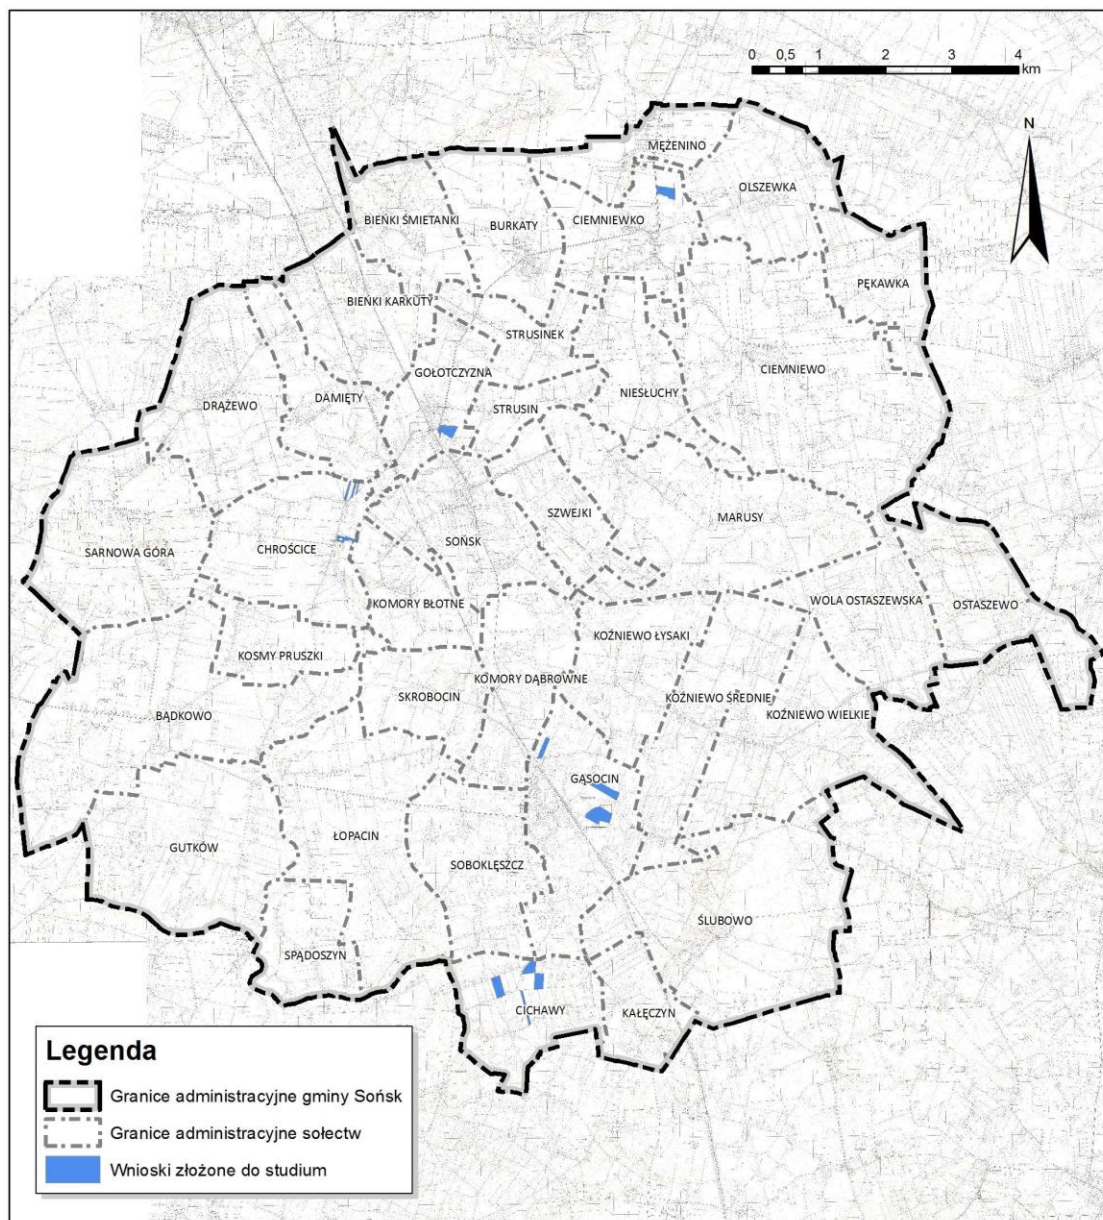 0 0,5 1 2 3 4
km
N
MĘŻENINO
OLSZEWKA
BIEŃKI ŚMIETANKI
BURKATY
CIEMNIEWKO
PĘKAWKA
BIEŃKI KARKUTY
STRUSINEK
GOŁOTCZYZNA
CIEMNIEWO
DRĄŻEWO
DAMIĘTY
STRUSIN
NIESŁUCHY
SZWEJKI
MARUSY
SARNOWA GÓRA
CHROŚCICE
SOŃSK
KOMORY BŁOTNE
WOLA OSTASZEWSKA
OSTASZEWO
KOŹNIEWO ŁYSAKI
KOSMY PRUSZKI
KOMORY DĄBROWNE
SKROBOCIN
KOŹNIEWO ŚREDNIE
KOŹNIEWO WIELKIE
BĄDKOWO
GĄSOCIN
GUTKÓW
ŁOPACIN
SOBOKLĘSZCZ
ŚLUBOWO
SPĄDOSZYN
CICHAWY
KAŁĘCZYN
Legenda
Granice administracyjne gminy Sońsk
Granice administracyjne sołectw
Wnioski złożone do studium